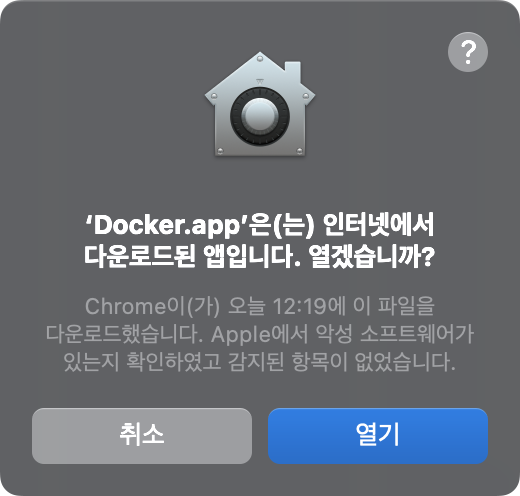 ?
‘Docker.app’은(는) 인터넷에서
다운로드된 앱입니다. 열겠습니까?
Chrome이(가) 오늘 12:19에 이 파일을
다운로드했습니다. Apple에서 악성 소프트웨어가
있는지 확인하였고 감지된 항목이 없었습니다.
취소
열기